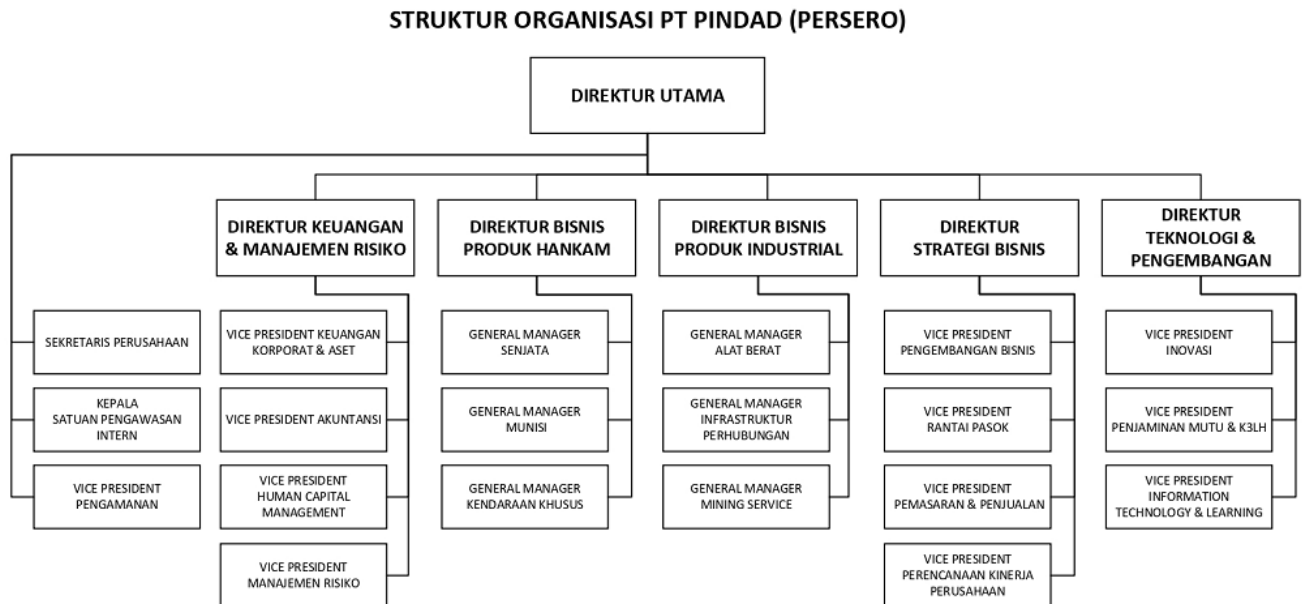 STRUKTUR ORGANISASI PT PINDAD (PERSERO)
DIREKTUR UTAMA
DIREKTUR KEUANGAN
& MANAJEMEN RISIKO
DIREKTUR BISNIS
PRODUK HANKAM
DIREKTUR BISNIS
PRODUK INDUSTRIAL
DIREKTUR
STRATEGI BISNIS
DIREKTUR
TEKNOLOGI &
PENGEMBANGAN
SEKRETARIS PERUSAHAAN
VICE PRESIDENT KEUANGAN
KORPORAT & ASET
GENERAL MANAGER
SENJATA
GENERAL MANAGER
ALAT BERAT
VICE PRESIDENT
PENGEMBANGAN BISNIS
VICE PRESIDENT
INOVASI
KEPALA
SATUAN PENGAWASAN
INTERN
VICE PRESIDENT AKUNTANSI
GENERAL MANAGER
MUNISI
GENERAL MANAGER
INFRASTRUKTUR
PERHUBUNGAN
VICE PRESIDENT
RANTAI PASOK
VICE PRESIDENT
PENJAMINAN MUTU & K3LH
VICE PRESIDENT
PENGAMANAN
VICE PRESIDENT
HUMAN CAPITAL
MANAGEMENT
GENERAL MANAGER
KENDARAAN KHUSUS
GENERAL MANAGER
MINING SERVICE
VICE PRESIDENT
PEMASARAN & PENJUALAN
VICE PRESIDENT
INFORMATION
TECHNOLOGY & LEARNING
VICE PRESIDENT
MANAJEMEN RISIKO
VICE PRESIDENT
PERENCANAAN KINERJA
PERUSAHAAN